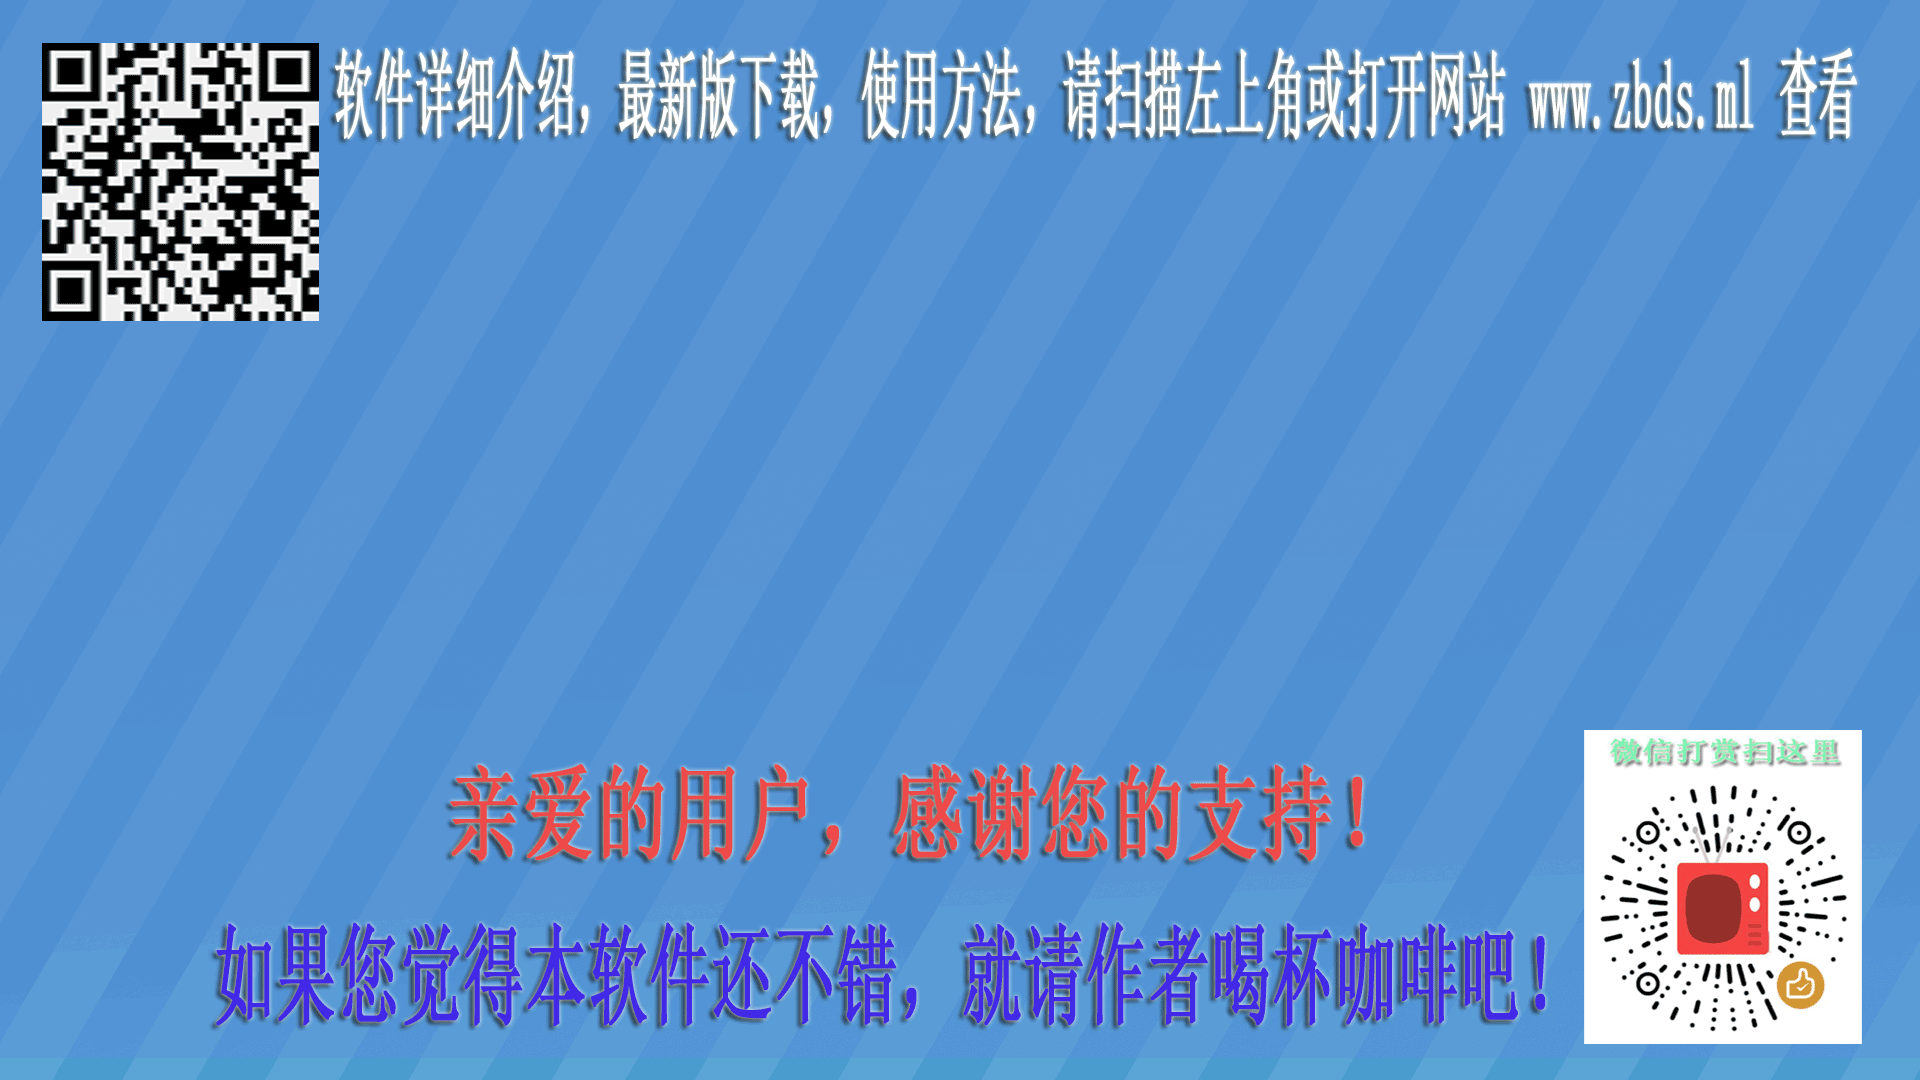 软件详细介绍，最新版下载，使用方法，请扫描左上角或打开网站 www.zbds.ml 查看
微信打赏扫这里
亲爱的用户，感谢您的支持！
如果您觉得本软件还不错，就请作者喝杯咖啡吧！